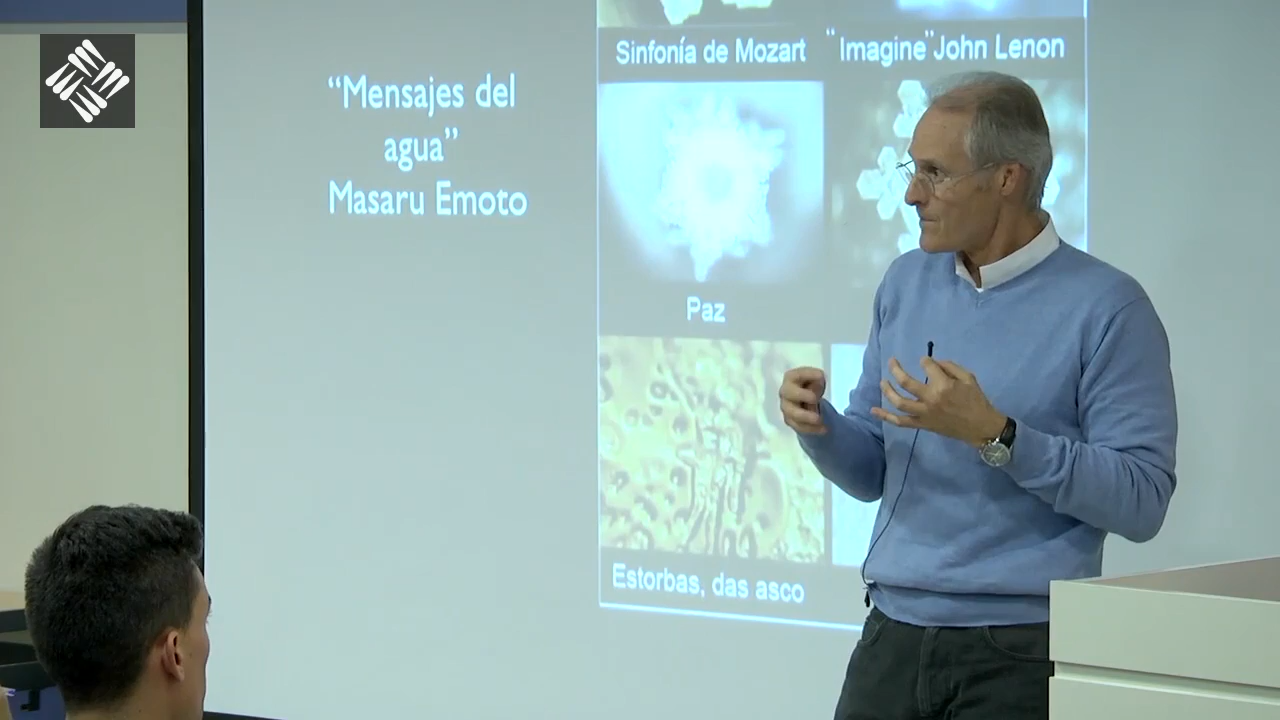 “Mensajes del
agua”
Masaru Emoto
Sinfonía de Mozart
“Imagine” John Lenon
Paz
Estorbas, das asco